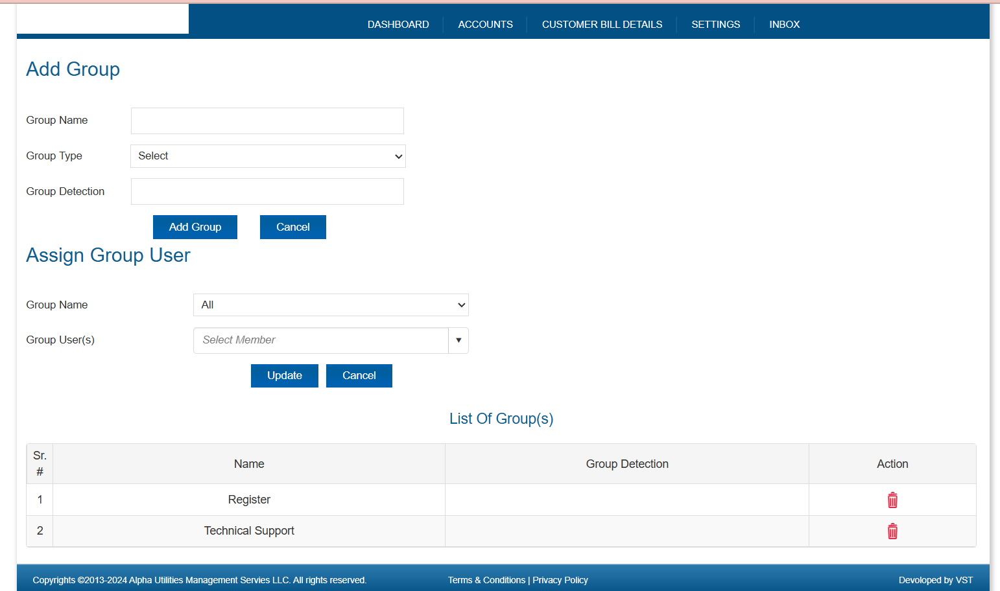 DASHBOARD ACCOUNTS CUSTOMER BILL DETAILS SETTINGS INBOX
Add Group
Group Name
Group Type Select
Group Detection
Add Group Cancel
Assign Group User
Group Name All
Group User(s) Select Member
Update Cancel
List Of Group(s)
Sr. # Name Group Detection Action
1 Register
2 Technical Support
Copyrights ©2013-2024 Alpha Utilities Management Servies LLC. All rights reserved. Terms & Conditions | Privacy Policy Devoloped by VST